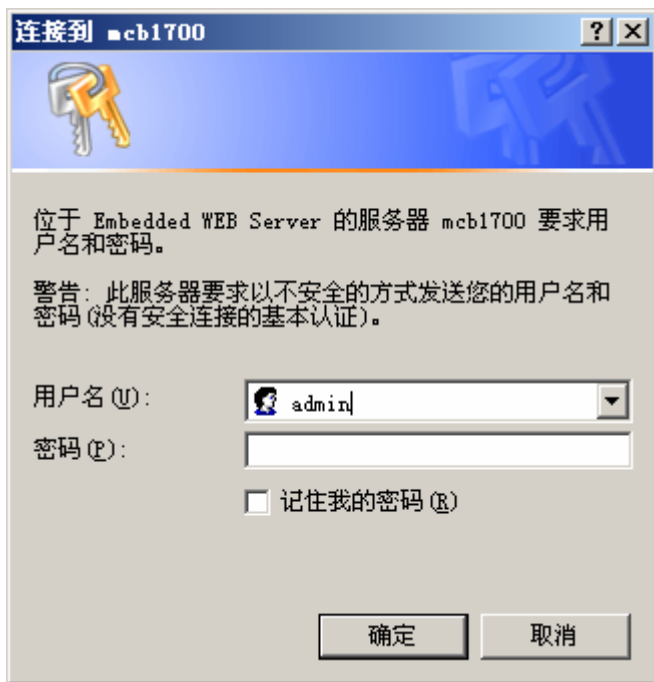 连接到 mcb1700
位于 Embedded WEB Server 的服务器 mcb1700 要求用
户名和密码。
警告: 此服务器要求以不安全的方式发送您的用户名和
密码(没有安全连接的基本认证)。
用户名(U):
admin
密码(P):
记住我的密码(R)
确定
取消